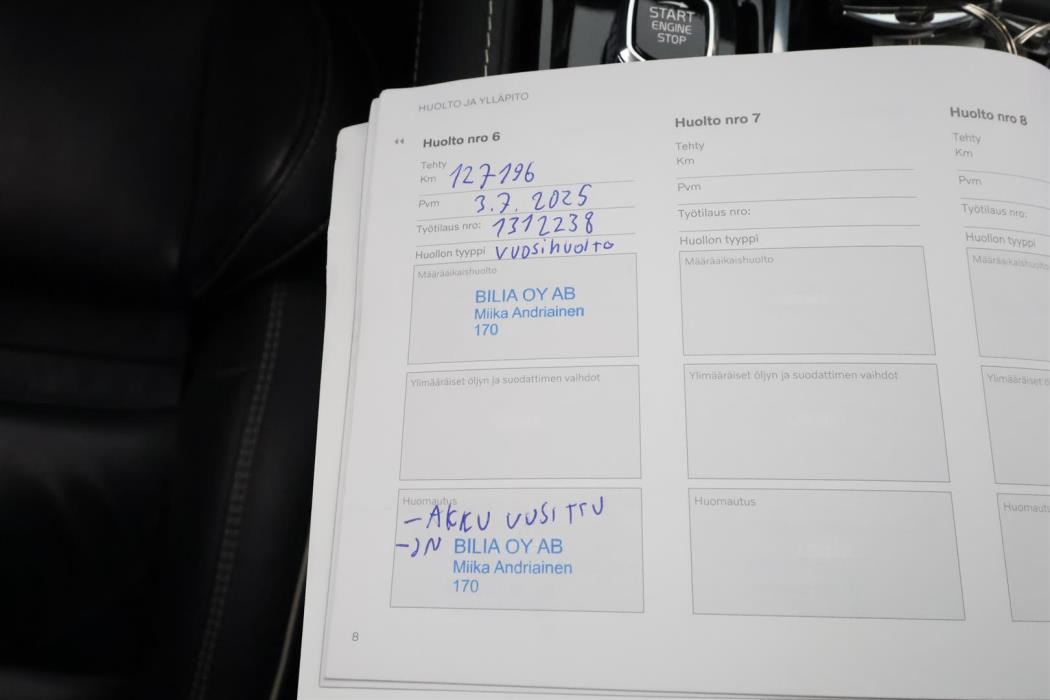 START
ENGINE
STOP
HUOLTO JA YLLÄPITO
Huolto nro 6
Tehty
Km 127196
Pvm 3.7.2025
Työtilaus nro: 1312238
Huollon tyyppi vuosihuolto
Määräaikaishuolto
BILIA OY AB
Miika Andriainen
170
Ylimääräiset öljyn ja suodattimen vaihdot
Huomautus
-AKKU UUSITTU
BILIA OY AB
Miika Andriainen
170
8
Huolto nro 7
Tehty
Km
Pvm
Työtilaus nro:
Huollon tyyppi
Määräaikaishuolto
Ylimääräiset öljyn ja suodattimen vaihdot
Huomautus
Huolto nro 8
Tehty
Km
Pvm
Työtilaus nro:
Huollon tyyppi
Määräaikaishuolto
Ylimääräiset ö
Huomautu